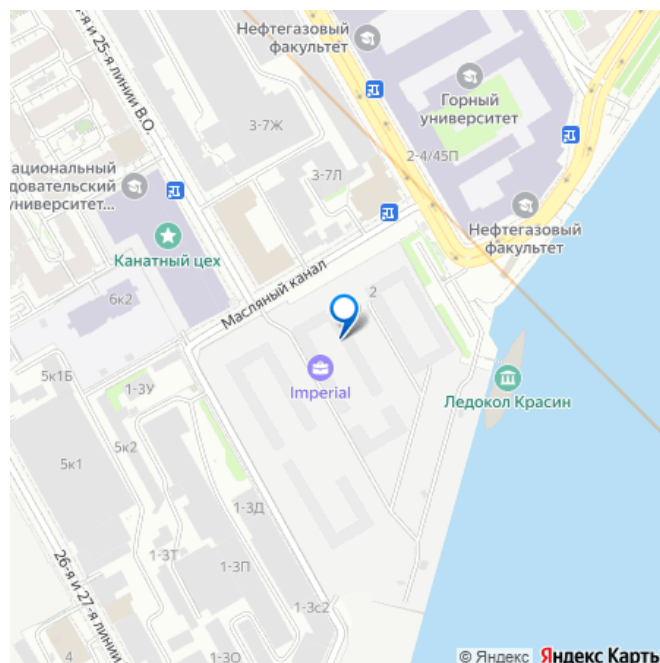 Нефтегазовый
факультет
я и 25-я линии В.О.
3-7Ж
Горный
университет
2-4/45П
3-7Л
ациональный
довательский
университет...
Канатный цех
Нефтегазовый
факультет
Масляный канал
6к2
2
Imperial
Ледокол Красин
5к1Б
1-3У
5к2
5к1
1-3Д
1-3Т
1-3П
26-я и 27-я линии
1-3с2
1-3О
4
© Яндекс Яндекс Карты